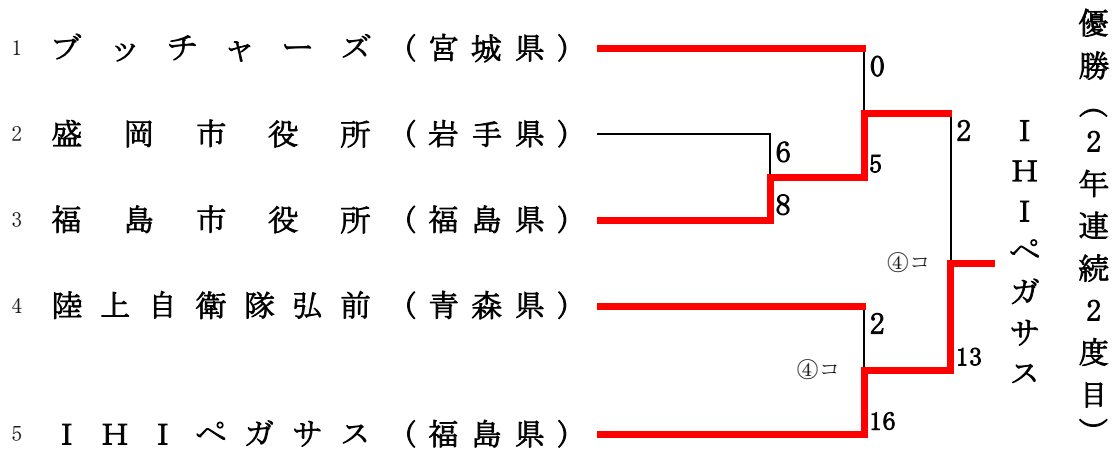 1 ブッチャーズ(宮城県)
0
2 盛岡市役所(岩手県)
6
5
2
3 福島市役所(福島県)
8
④コ
4 陸上自衛隊弘前(青森県)
2
④コ
13
5 ＩＨＩペガサス(福島県)
16
ＩＨＩペガサス
優勝(2年連続2度目)